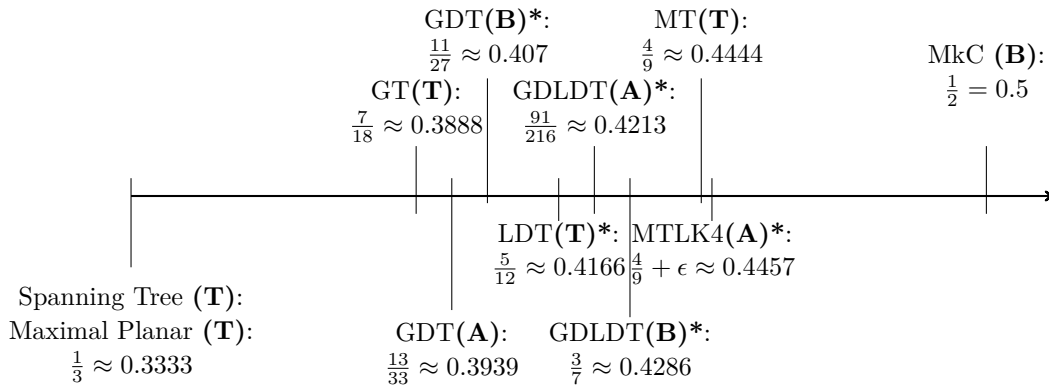 GDT(B)*:
11/27 ≈ 0.407
MT(T):
4/9 ≈ 0.4444
MkC (B):
1/2 = 0.5
GT(T):
7/18 ≈ 0.3888
GDLDT(A)*:
91/216 ≈ 0.4213
LDT(T)*:
5/12 ≈ 0.4166
MTLK4(A)*:
4/9 + ϵ ≈ 0.4457
Spanning Tree (T):
Maximal Planar (T):
1/3 ≈ 0.3333
GDT(A):
13/33 ≈ 0.3939
GDLDT(B)*:
3/7 ≈ 0.4286